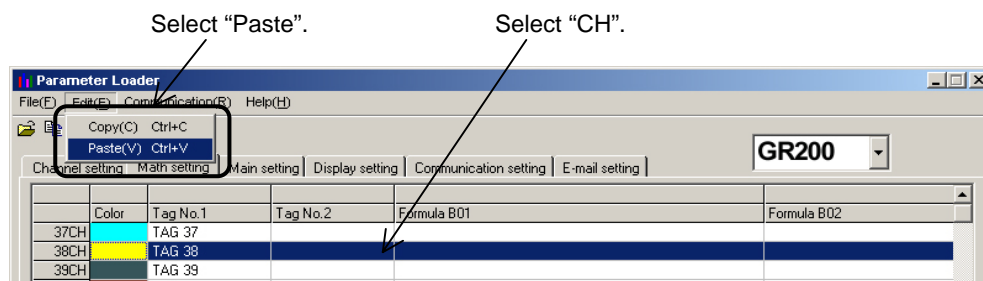 Select “Paste”. Select “CH”.
Parameter Loader
File(F) Edit(E) Communication(R) Help(H)
Copy(C) Ctrl+C
Paste(V) Ctrl+V
GR200
Channel setting Math setting Main setting Display setting Communication setting E-mail setting
Color Tag No.1 Tag No.2 Formula B01 Formula B02
37CH TAG 37
38CH TAG 38
39CH TAG 39